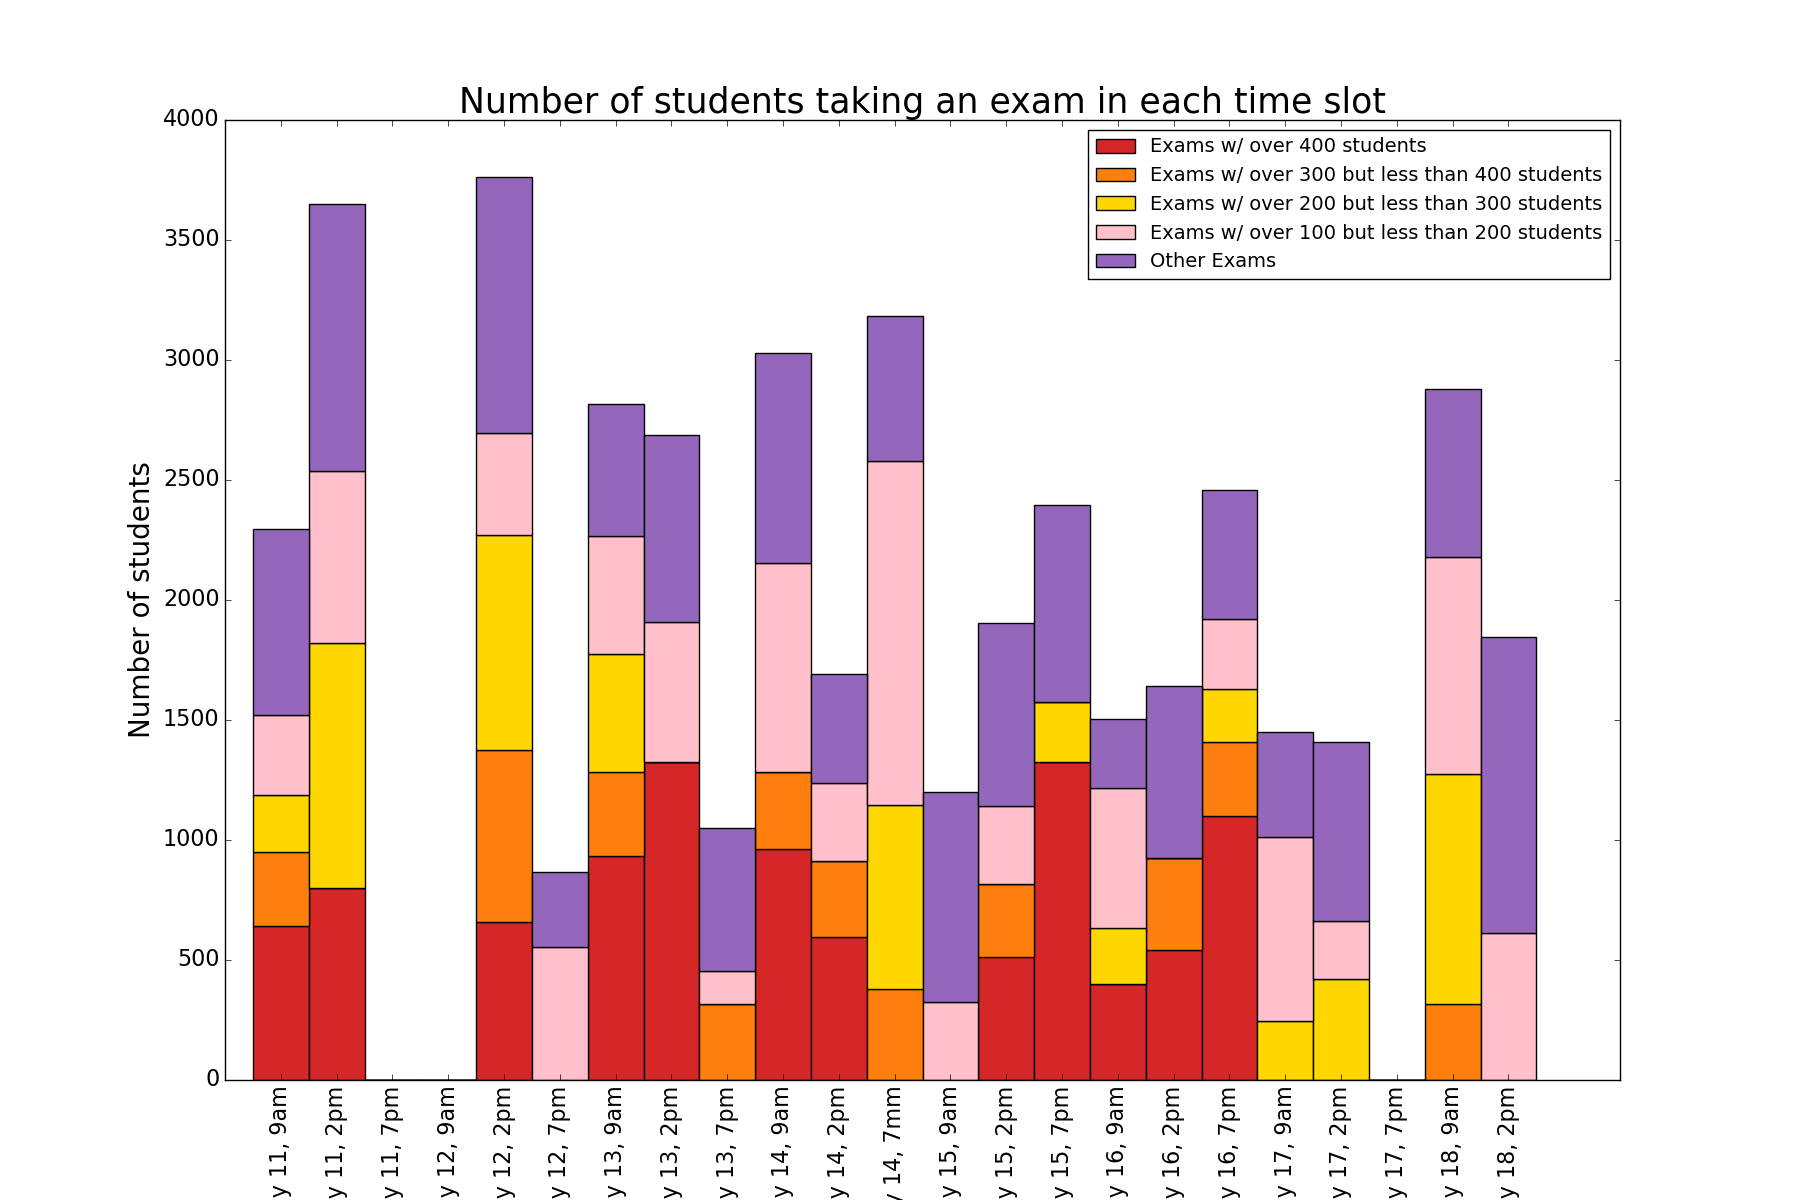 Number of students taking an exam in each time slot
Exams w/ over 400 students
Exams w/ over 300 but less than 400 students
Exams w/ over 200 but less than 300 students
Exams w/ over 100 but less than 200 students
Other Exams
Number of students
4000
3500
3000
2500
2000
1500
1000
500
0
y 11, 9am
y 11, 2pm
y 11, 7pm
y 12, 9am
y 12, 2pm
y 12, 7pm
y 13, 9am
y 13, 2pm
y 13, 7pm
y 14, 9am
y 14, 2pm
y 14, 7mm
y 15, 9am
y 15, 2pm
y 15, 7pm
y 16, 9am
y 16, 2pm
y 16, 7pm
y 17, 9am
y 17, 2pm
y 17, 7pm
y 18, 9am
y 18, 2pm